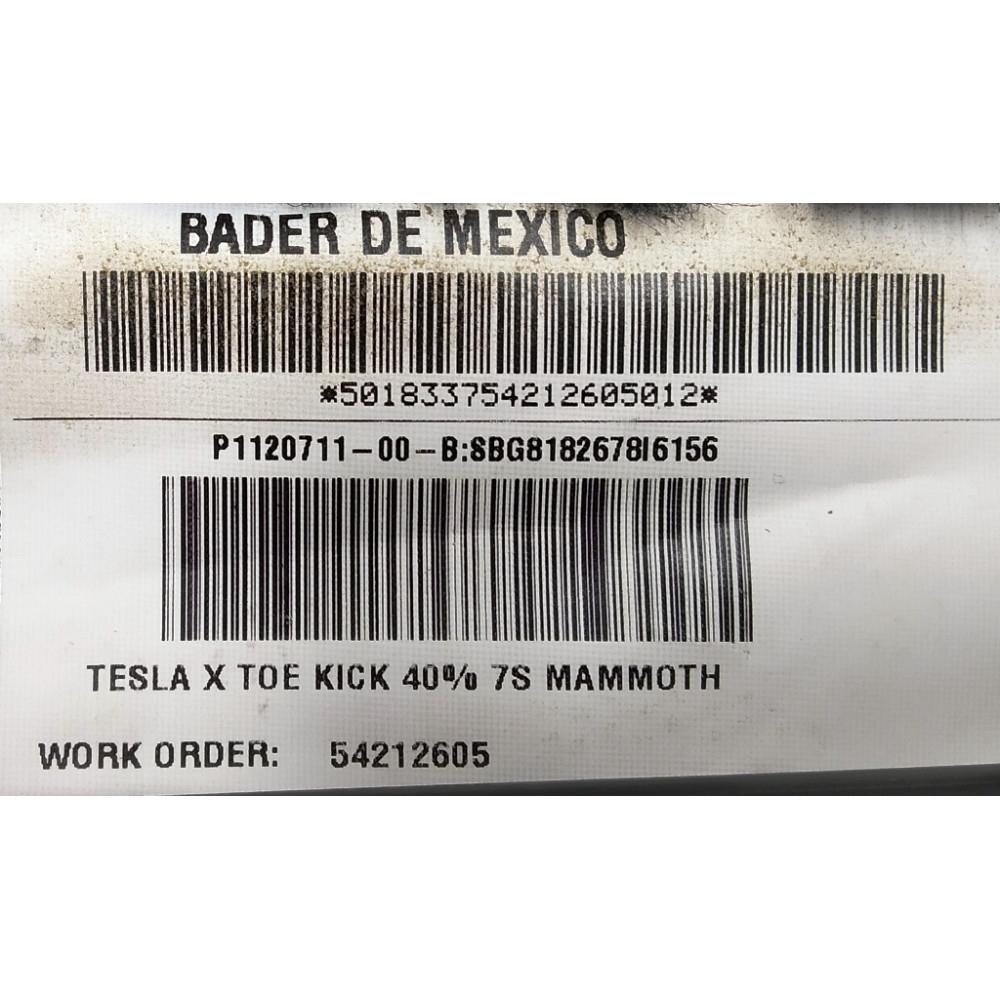 BADER DE MEXICO
*501833754212605012*
P1120711-00-B:SBG8182678I6156
TESLA X TOE KICK 40% 7S MAMMOTH
WORK ORDER: 54212605